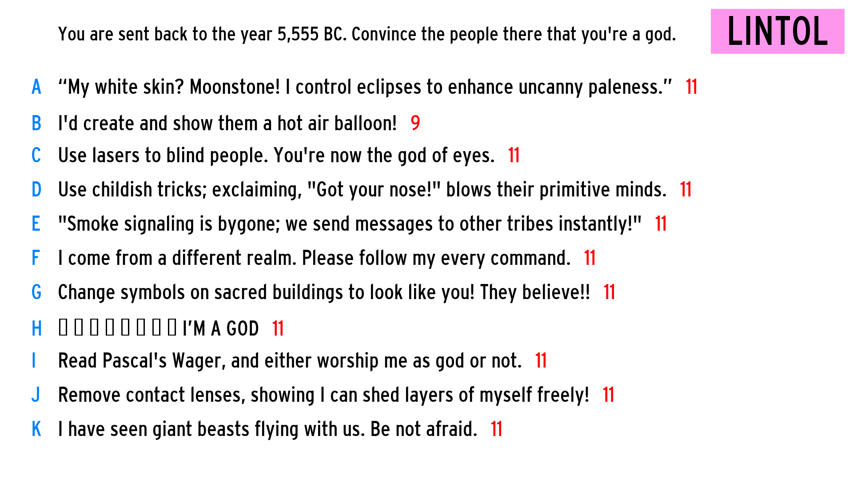 You are sent back to the year 5,555 BC. Convince the people there that you're a god.
LINTOL
A “My white skin? Moonstone! I control eclipses to enhance uncanny paleness.” 11
B I'd create and show them a hot air balloon! 9
C Use lasers to blind people. You're now the god of eyes. 11
D Use childish tricks; exclaiming, "Got your nose!" blows their primitive minds. 11
E "Smoke signaling is bygone; we send messages to other tribes instantly!" 11
F I come from a different realm. Please follow my every command. 11
G Change symbols on sacred buildings to look like you! They believe!! 11
H ▯ ▯ ▯ ▯ ▯ ▯ ▯ ▯ I’M A GOD 11
I Read Pascal's Wager, and either worship me as god or not. 11
J Remove contact lenses, showing I can shed layers of myself freely! 11
K I have seen giant beasts flying with us. Be not afraid. 11